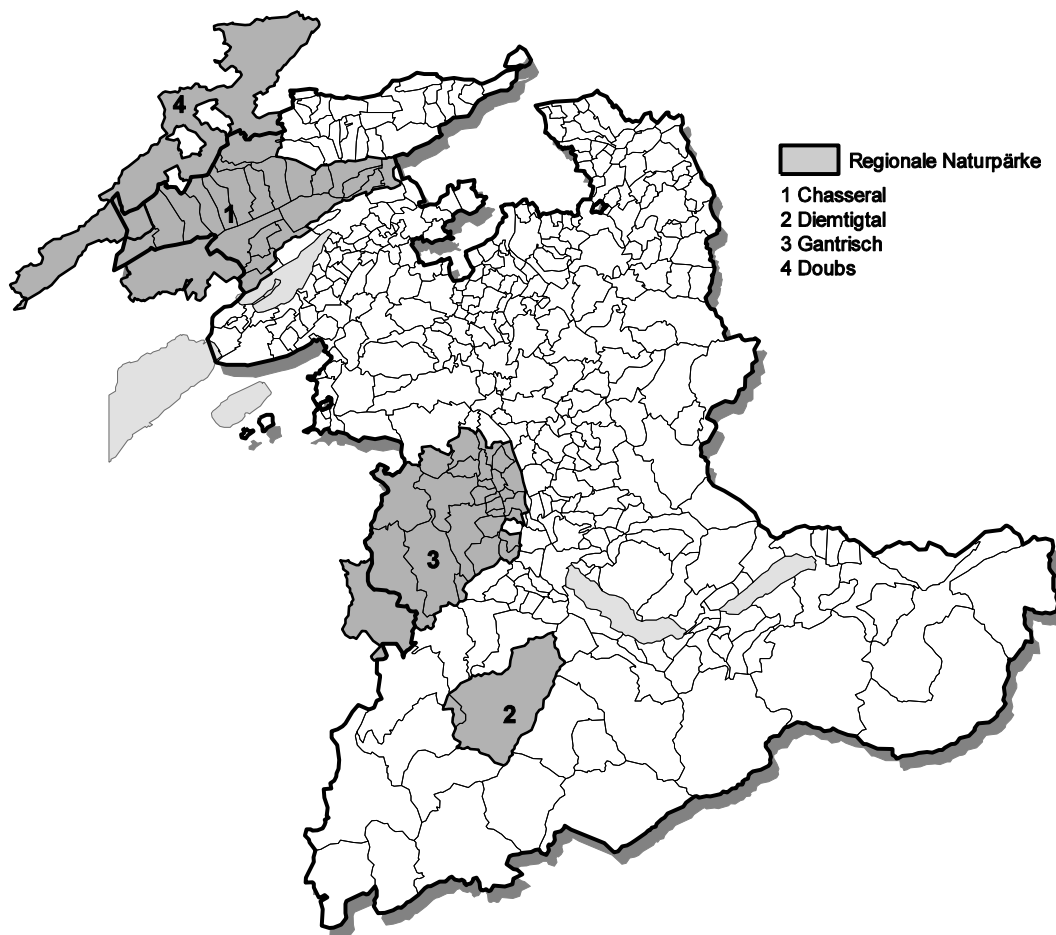 4
1
Regionale Naturpärke
1 Chasseral
2 Diemtigtal
3 Gantrisch
4 Doubs
3
2